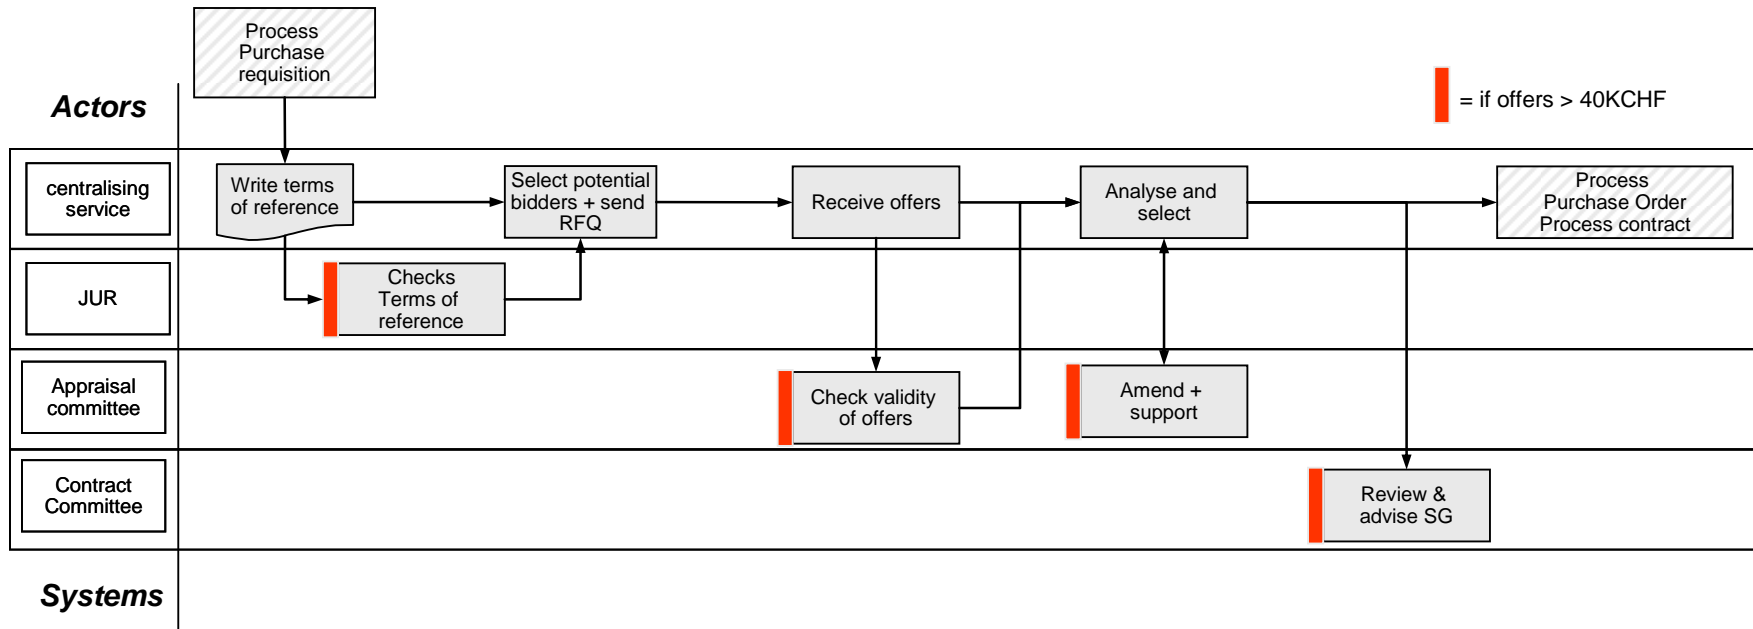 Process
Purchase
requisition
Actors
= if offers > 40KCHF
centralising
service
Write terms
of reference
Select potential
bidders + send
RFQ
Receive offers
Analyse and
select
Process
Purchase Order
Process contract
JUR
Checks
Terms of
reference
Appraisal
committee
Check validity
of offers
Amend +
support
Contract
Committee
Review &
advise SG
Systems